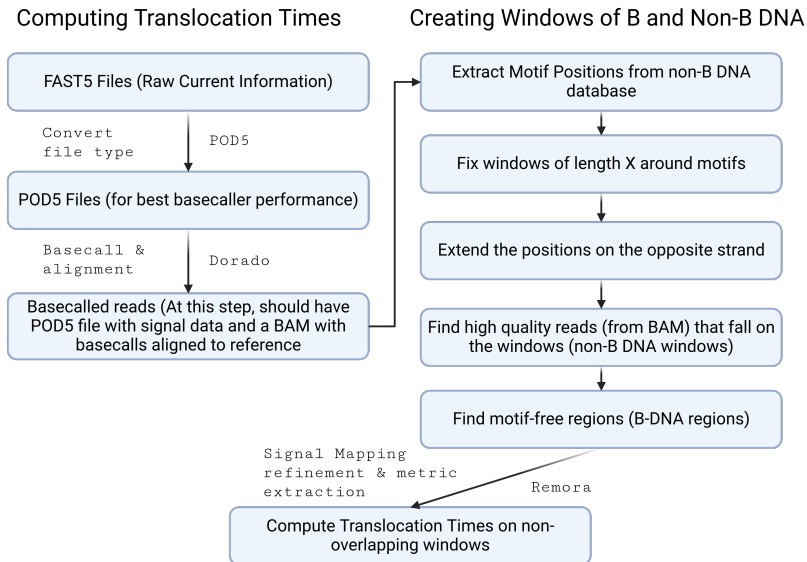 Computing Translocation Times
FAST5 Files (Raw Current Information)
Convert
file type
POD5
POD5 Files (for best basecaller performance)
Basecall &
alignment
Dorado
Basecalled reads (At this step, should have
POD5 file with signal data and a BAM with
basecalls aligned to reference
Creating Windows of B and Non-B DNA
Extract Motif Positions from non-B DNA
database
Fix windows of length X around motifs
Extend the positions on the opposite strand
Find high quality reads (from BAM) that fall on
the windows (non-B DNA windows)
Find motif-free regions (B-DNA regions)
Signal Mapping
refinement & metric
extraction
Remora
Compute Translocation Times on non-
overlapping windows